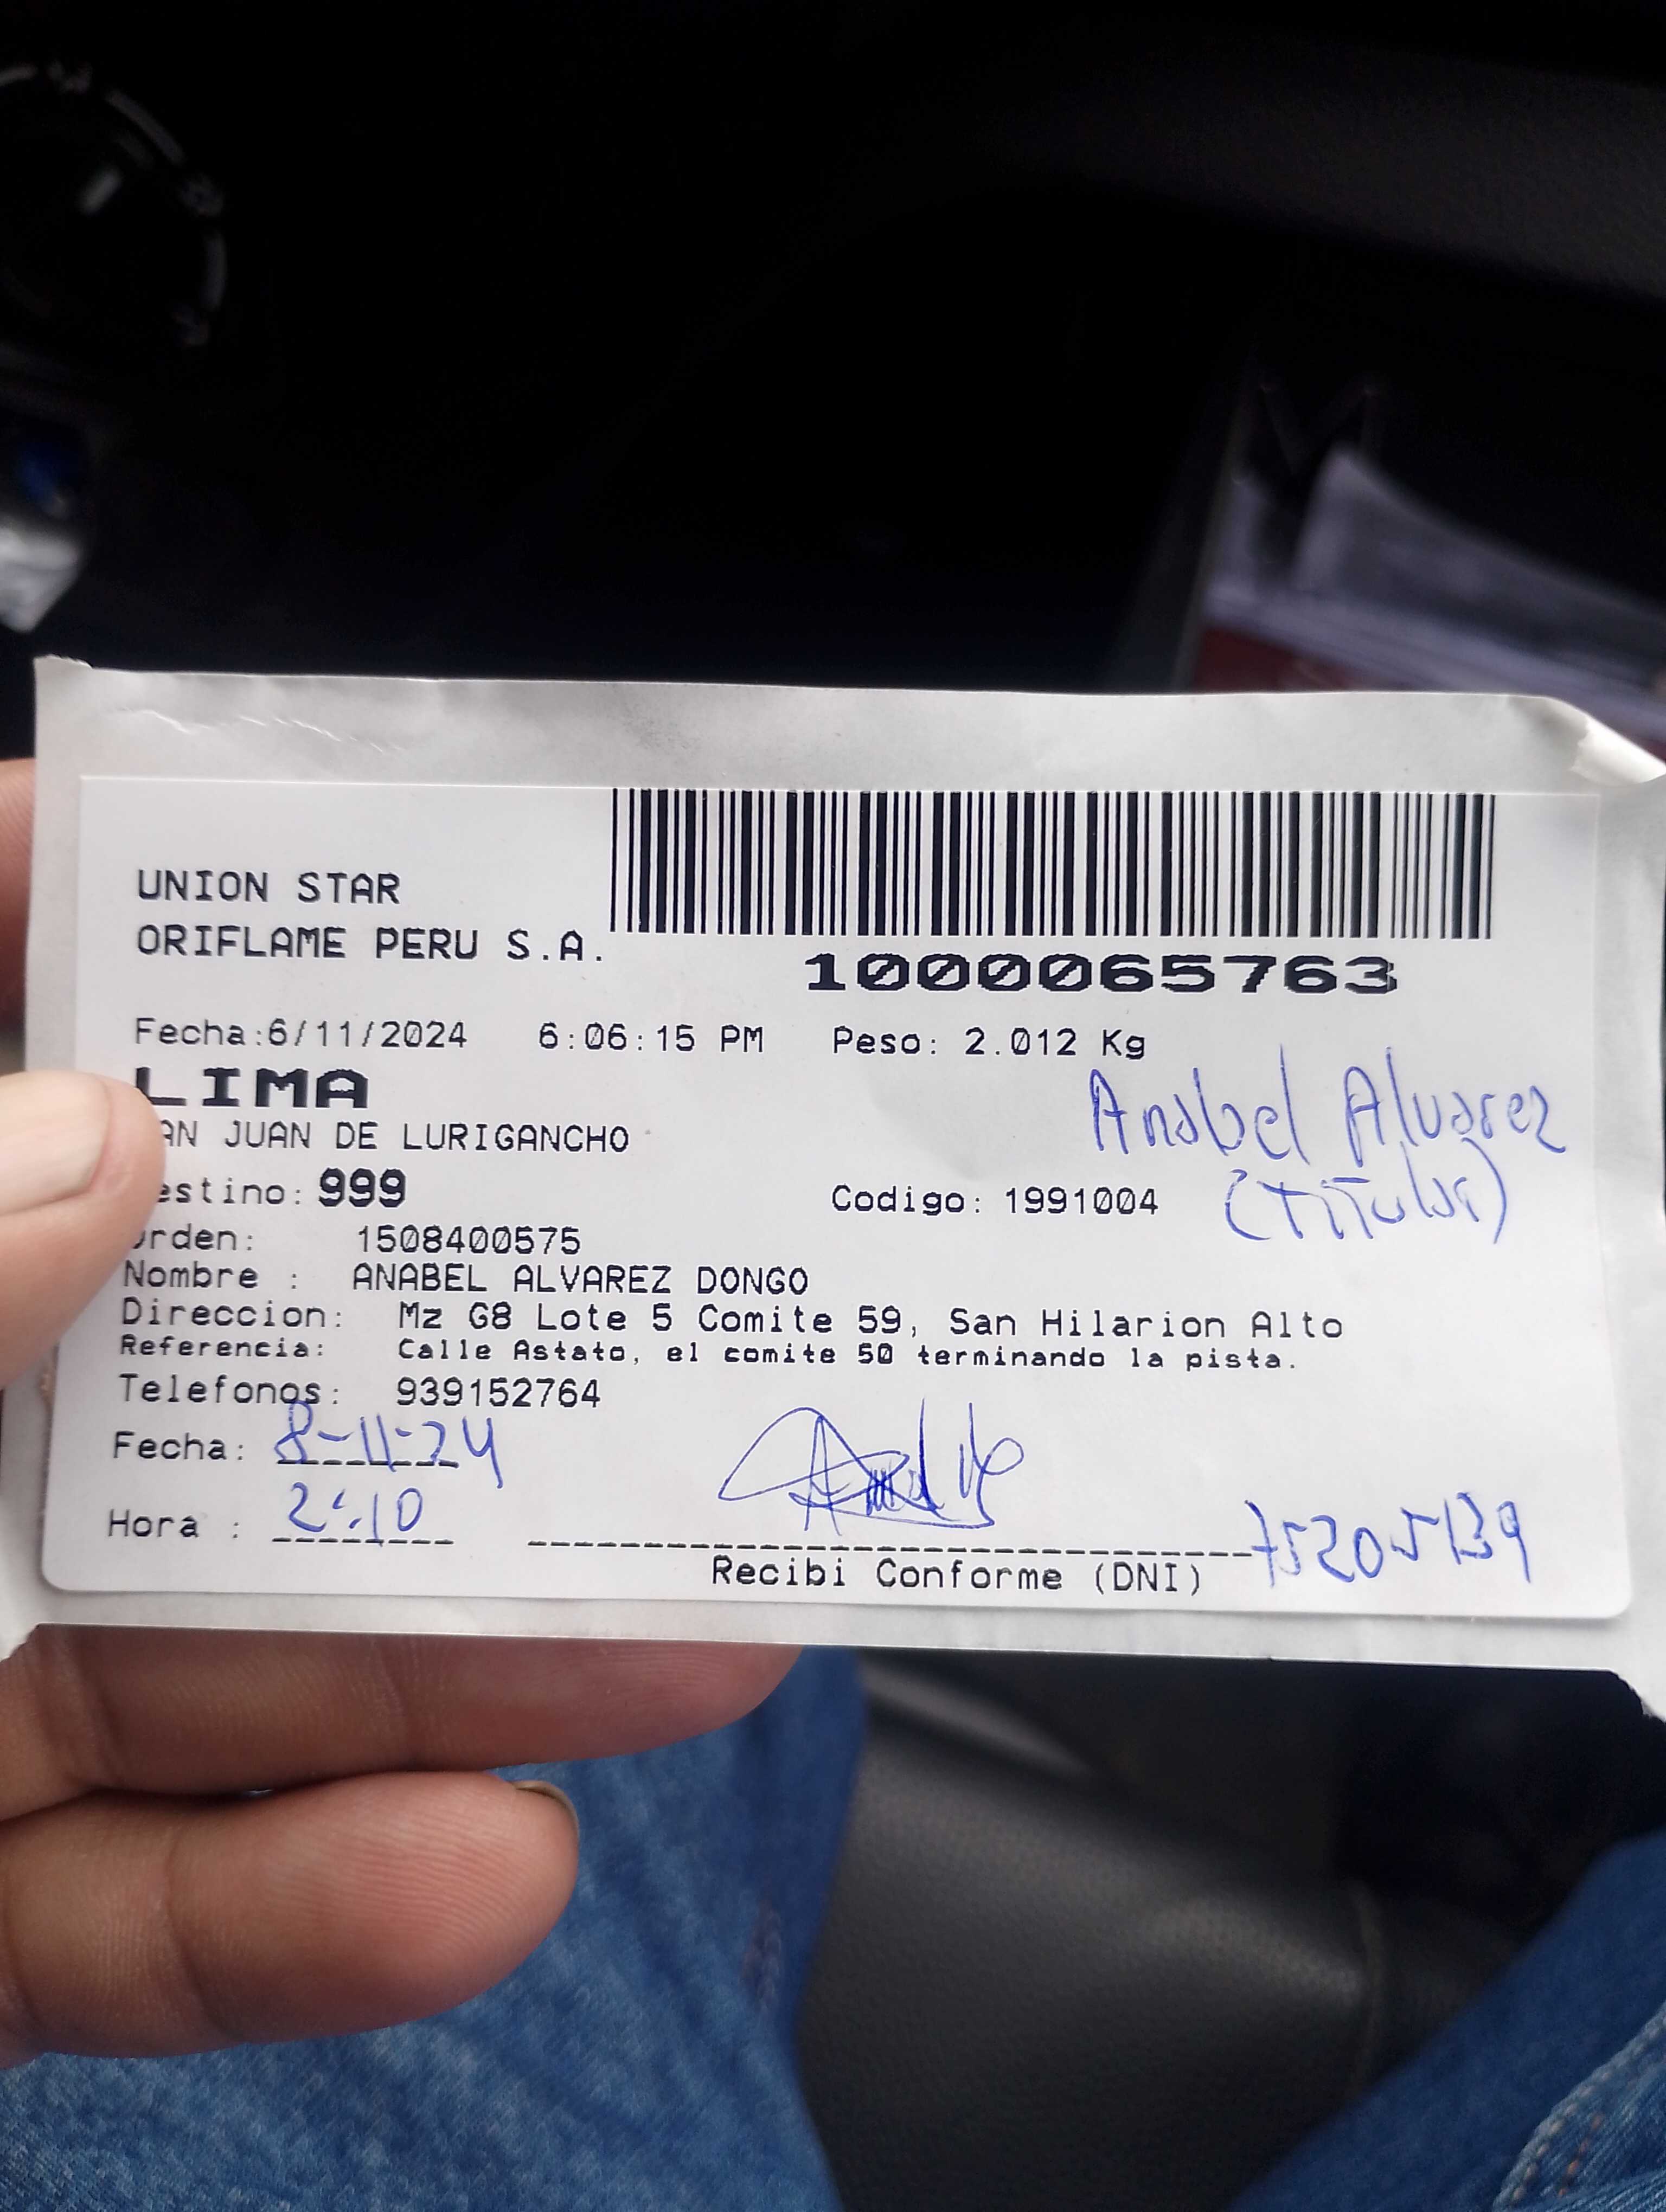 UNION STAR
ORIFLAME PERU S.A.
1000065763
Fecha:6/11/2024 6:06:15 PM Peso: 2.012 Kg
LIMA
Anabel Alvarez
AN JUAN DE LURIGANCHO
(Titular)
estino: 999 Codigo: 1991004
rden: 1508400575
Nombre : ANABEL ALVAREZ DONGO
Direccion: Mz G8 Lote 5 Comite 59, San Hilarion Alto
Referencia: Calle Astato, el comite 50 terminando la pista.
Telefonos: 939152764
Fecha: 8-11-24
Hora : 2:10
75205139
Recibi Conforme (DNI)